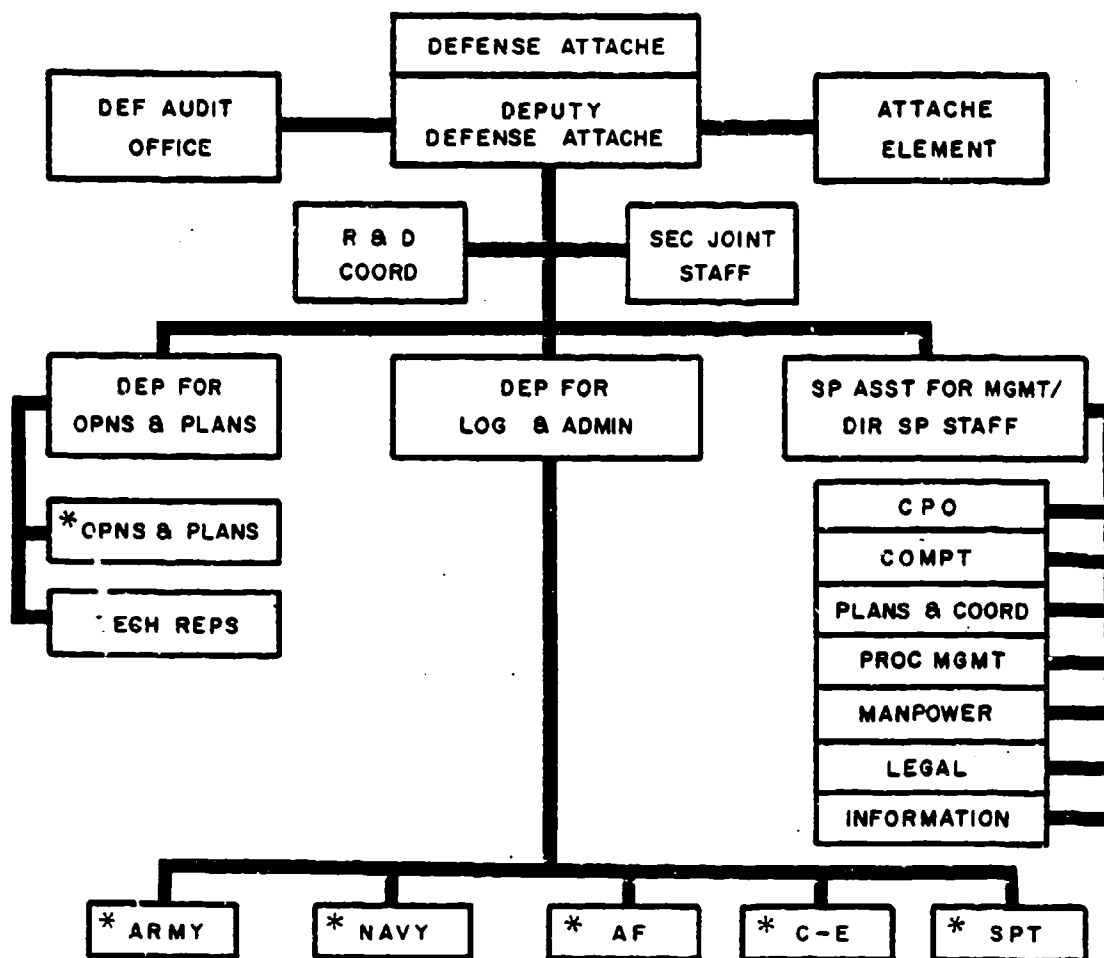 DEFENSE ATTACHE
DEF AUDIT
OFFICE
DEPUTY
DEFENSE ATTACHE
ATTACHE
ELEMENT
R & D
COORD
SEC JOINT
STAFF
DEP FOR
OPNS & PLANS
DEP FOR
LOG & ADMIN
SP ASST FOR MGMT/
DIR SP STAFF
* OPNS & PLANS
EGH REPS
CPO
COMPT
PLANS & COORD
PROC MGMT
MANPOWER
LEGAL
INFORMATION
* ARMY
* NAVY
* AF
* C-E
* SPT